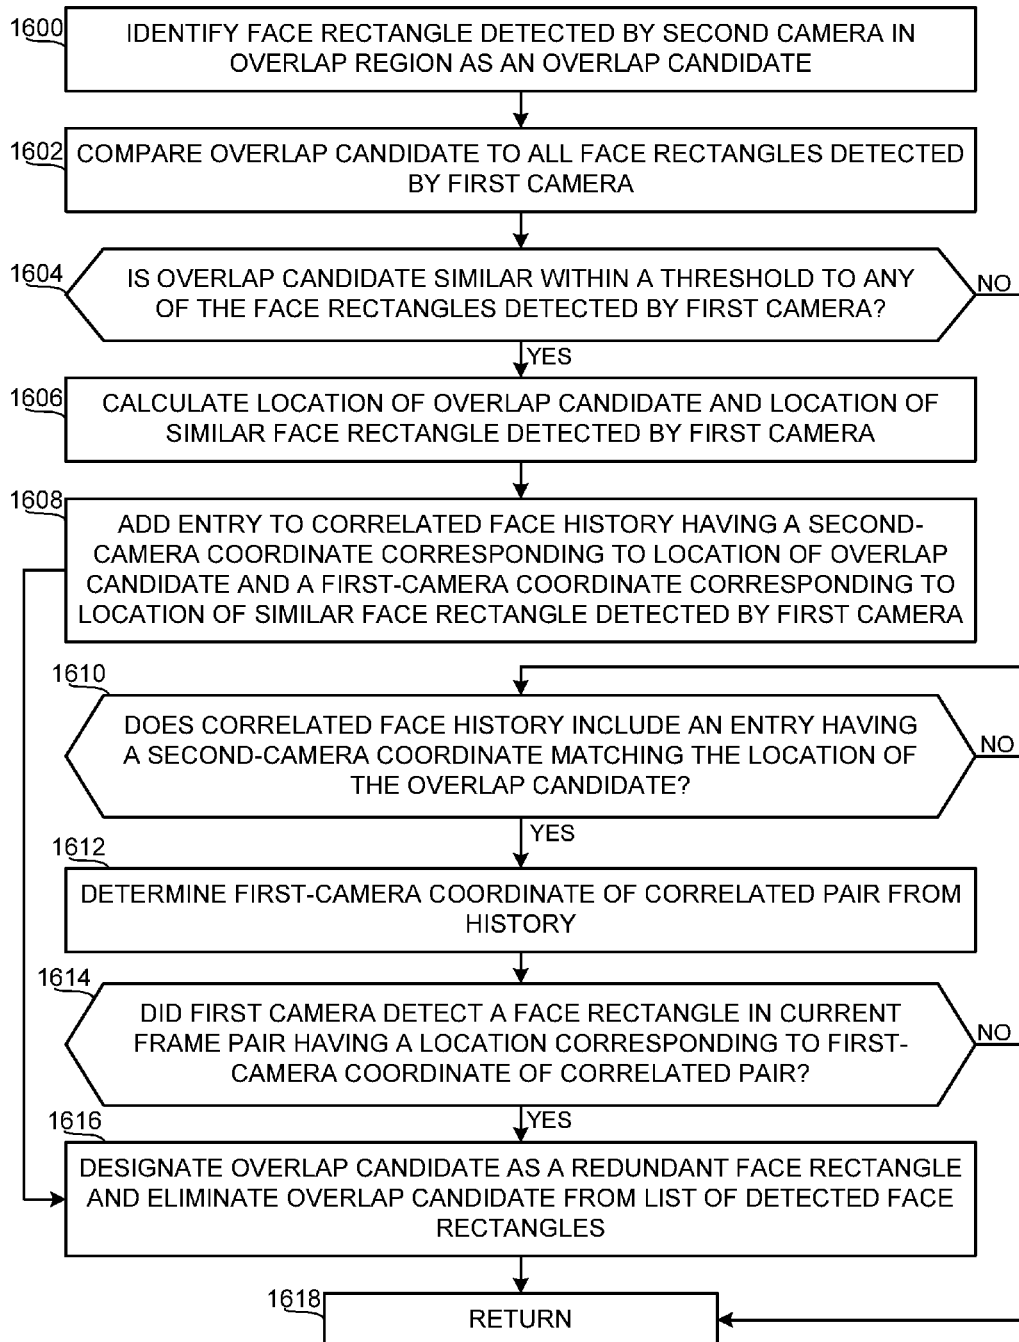 1600
IDENTIFY FACE RECTANGLE DETECTED BY SECOND CAMERA IN
OVERLAP REGION AS AN OVERLAP CANDIDATE
1602
COMPARE OVERLAP CANDIDATE TO ALL FACE RECTANGLES DETECTED
BY FIRST CAMERA
1604
IS OVERLAP CANDIDATE SIMILAR WITHIN A THRESHOLD TO ANY
OF THE FACE RECTANGLES DETECTED BY FIRST CAMERA?
NO
YES
1606
CALCULATE LOCATION OF OVERLAP CANDIDATE AND LOCATION OF
SIMILAR FACE RECTANGLE DETECTED BY FIRST CAMERA
1608
ADD ENTRY TO CORRELATED FACE HISTORY HAVING A SECOND-
CAMERA COORDINATE CORRESPONDING TO LOCATION OF OVERLAP
CANDIDATE AND A FIRST-CAMERA COORDINATE CORRESPONDING TO
LOCATION OF SIMILAR FACE RECTANGLE DETECTED BY FIRST CAMERA
1610
DOES CORRELATED FACE HISTORY INCLUDE AN ENTRY HAVING
A SECOND-CAMERA COORDINATE MATCHING THE LOCATION OF
THE OVERLAP CANDIDATE?
NO
YES
1612
DETERMINE FIRST-CAMERA COORDINATE OF CORRELATED PAIR FROM
HISTORY
1614
DID FIRST CAMERA DETECT A FACE RECTANGLE IN CURRENT
FRAME PAIR HAVING A LOCATION CORRESPONDING TO FIRST-
CAMERA COORDINATE OF CORRELATED PAIR?
NO
YES
1616
DESIGNATE OVERLAP CANDIDATE AS A REDUNDANT FACE RECTANGLE
AND ELIMINATE OVERLAP CANDIDATE FROM LIST OF DETECTED FACE
RECTANGLES
1618
RETURN